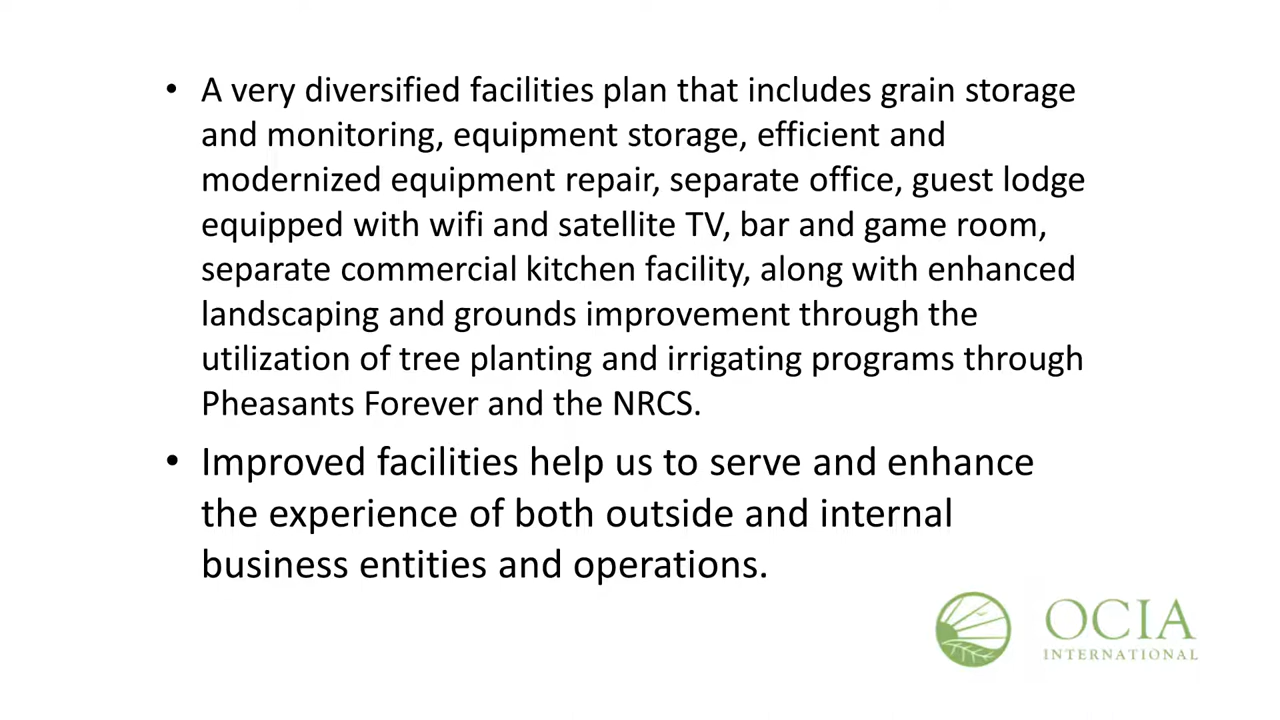 • A very diversified facilities plan that includes grain storage
and monitoring, equipment storage, efficient and
modernized equipment repair, separate office, guest lodge
equipped with wifi and satellite TV, bar and game room,
separate commercial kitchen facility, along with enhanced
landscaping and grounds improvement through the
utilization of tree planting and irrigating programs through
Pheasants Forever and the NRCS.
• Improved facilities help us to serve and enhance
the experience of both outside and internal
business entities and operations.
OCIA
INTERNATIONAL